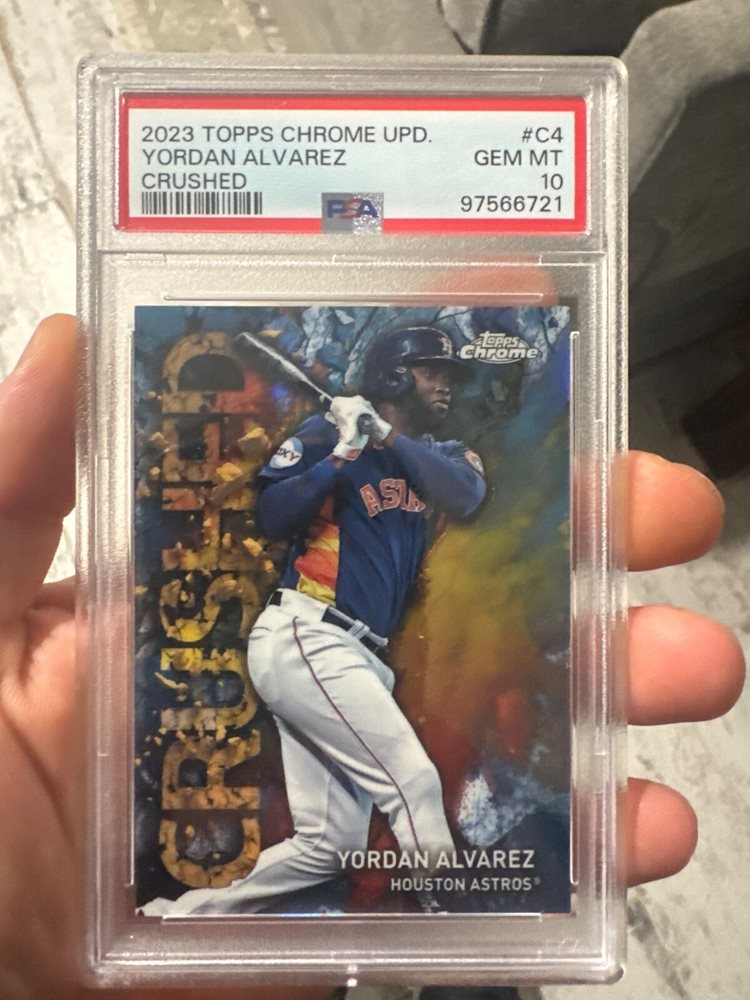 2023 TOPPS CHROME UPD. #C4
YORDAN ALVAREZ GEM MT
CRUSHED 10
PSA 97566721
Topps
Chrome
CRUSHED
OXY
YORDAN ALVAREZ
HOUSTON ASTROS®